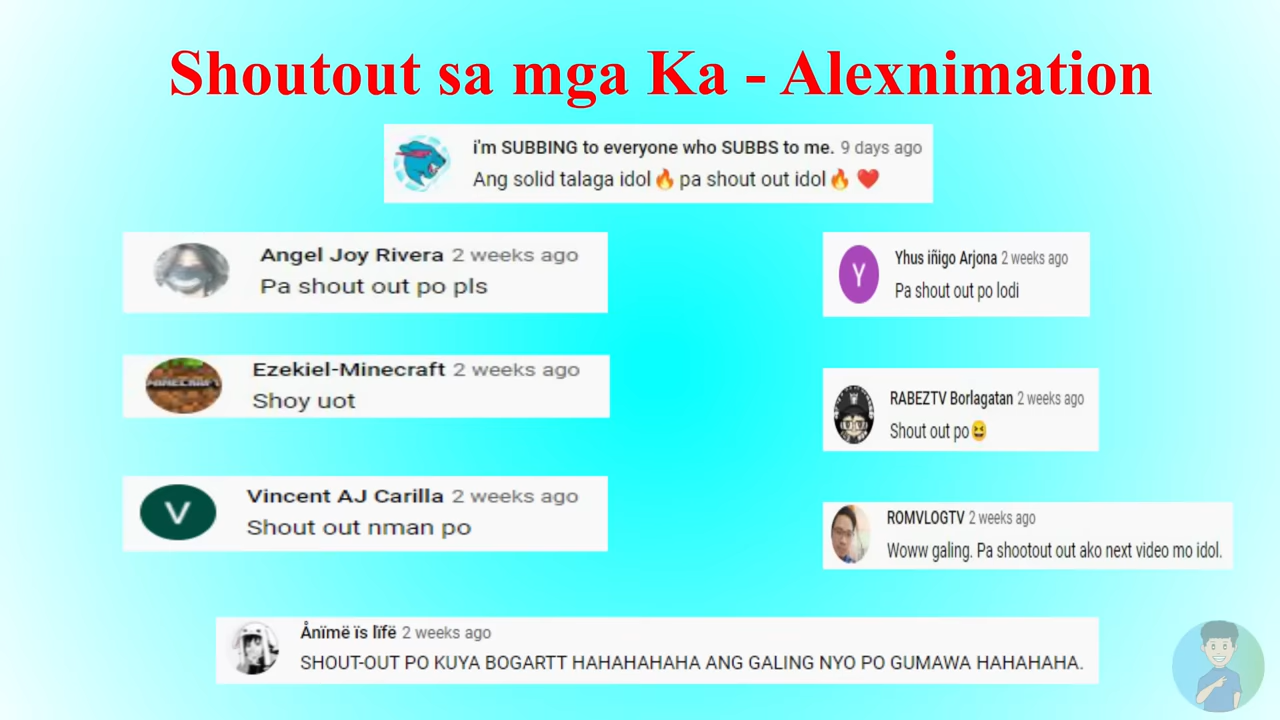 Shoutout sa mga Ka - Alexnimation
i'm SUBBING to everyone who SUBBS to me. 9 days ago
Ang solid talaga idol🔥 pa shout out idol🔥 ❤️
Angel Joy Rivera 2 weeks ago
Pa shout out po pls
Yhus iñigo Arjona 2 weeks ago
Y
Pa shout out po lodi
Ezekiel-Minecraft 2 weeks ago
MINECRAFT
Shoy uot
RABEZTV Borlagatan 2 weeks ago
Shout out po😆
Vincent AJ Carilla 2 weeks ago
V
Shout out nman po
ROMVLOGTV 2 weeks ago
Woww galing. Pa shootout out ako next video mo idol.
Ånïmë ïs lïfë 2 weeks ago
SHOUT-OUT PO KUYA BOGARTT HAHAHAHAHA ANG GALING NYO PO GUMAWA HAHAHAHA.